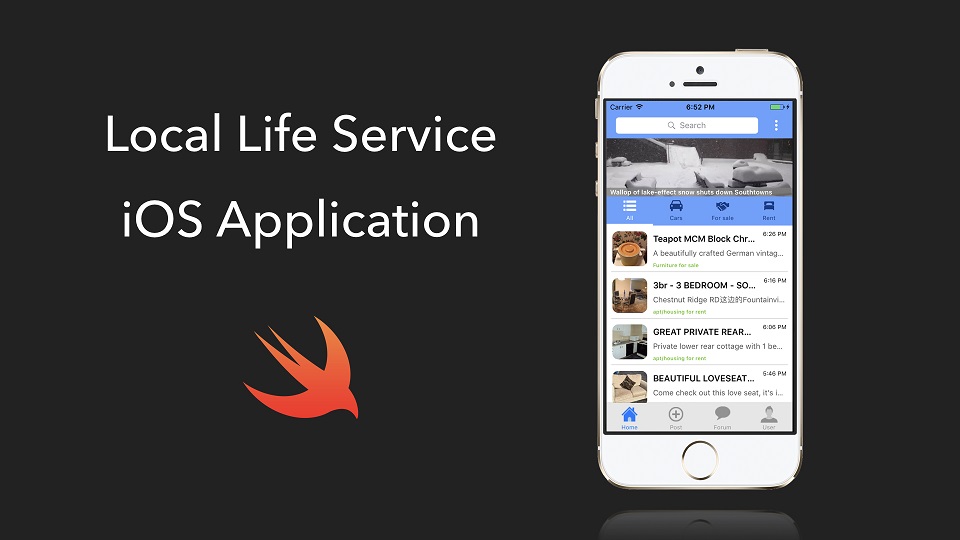 Local Life Service
iOS Application
Carrier 6:52 PM
Search
Wallop of lake-effect snow shuts down Southtowns
All Cars For sale Rent
6:26 PM
Teapot MCM Block Chr...
A beautifully crafted German vintag...
Furniture for sale
6:16 PM
3br - 3 BEDROOM - SO...
Chestnut Ridge RD这边的Fountainvi...
apt|housing for rent
6:06 PM
GREAT PRIVATE REAR...
Private lower rear cottage with 1 be...
apt|housing for rent
5:46 PM
BEAUTIFUL LOVESEAT...
Come check out this love seat, it's i...
Home Post Forum User